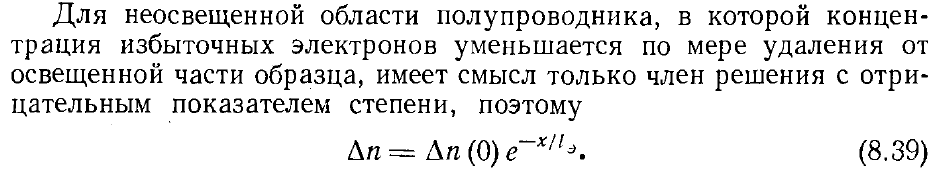 Для неосвещенной области полупроводника, в которой концен-
трация избыточных электронов уменьшается по мере удаления от
освещенной части образца, имеет смысл только член решения с отри-
цательным показателем степени, поэтому
Δn = Δn (0) e^{−x/l_э}. (8.39)